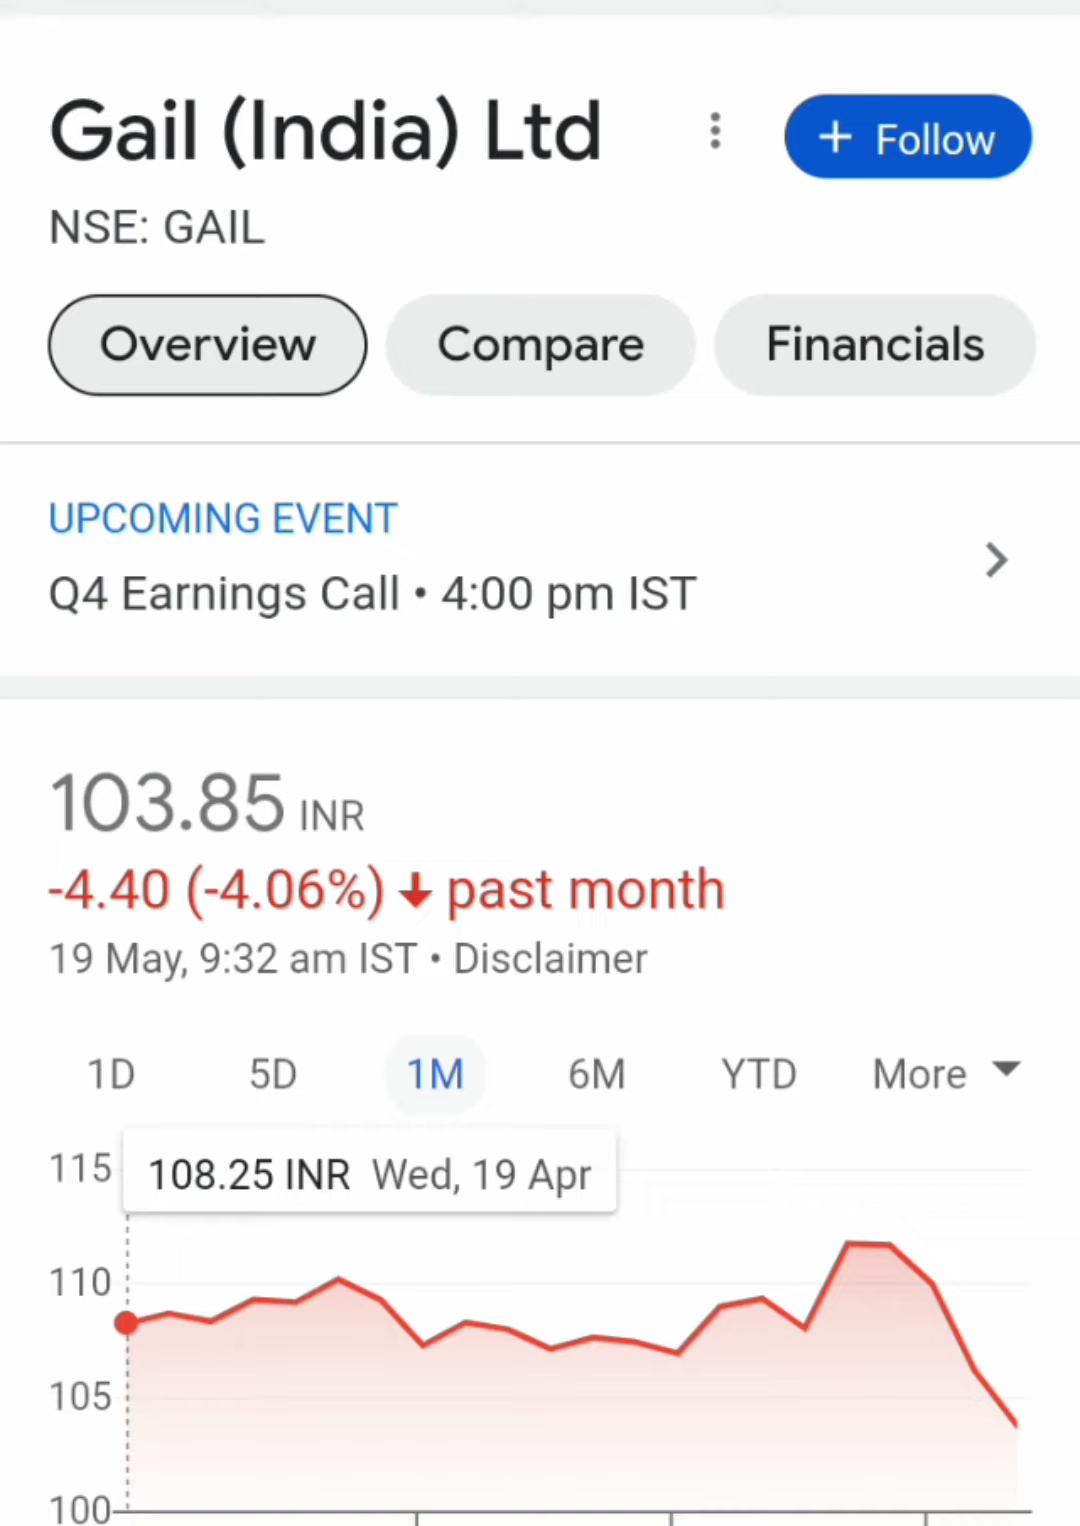 Gail (India) Ltd
+ Follow
NSE: GAIL
Overview Compare Financials
UPCOMING EVENT
Q4 Earnings Call • 4:00 pm IST
103.85 INR
-4.40 (-4.06%) ↓ past month
19 May, 9:32 am IST • Disclaimer
1D 5D 1M 6M YTD More
115
108.25 INR Wed, 19 Apr
110
105
100